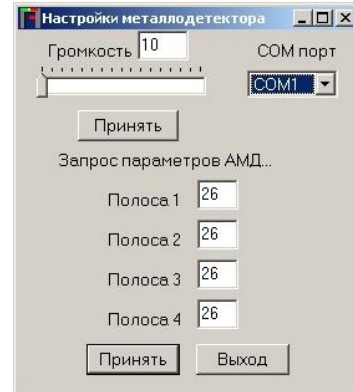 Настройки металлодетектора
Громкость 10 COM порт
COM1
Принять
Запрос параметров АМД...
Полоса 1 26
Полоса 2 26
Полоса 3 26
Полоса 4 26
Принять Выход